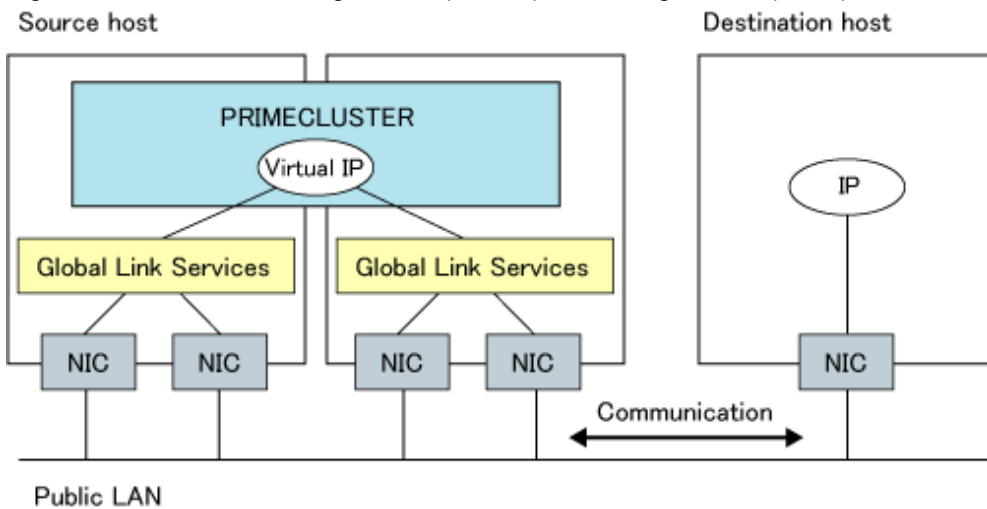 Source host
Destination host
PRIMECLUSTER
Virtual IP
IP
Global Link Services
Global Link Services
NIC
NIC
NIC
NIC
NIC
Communication
Public LAN